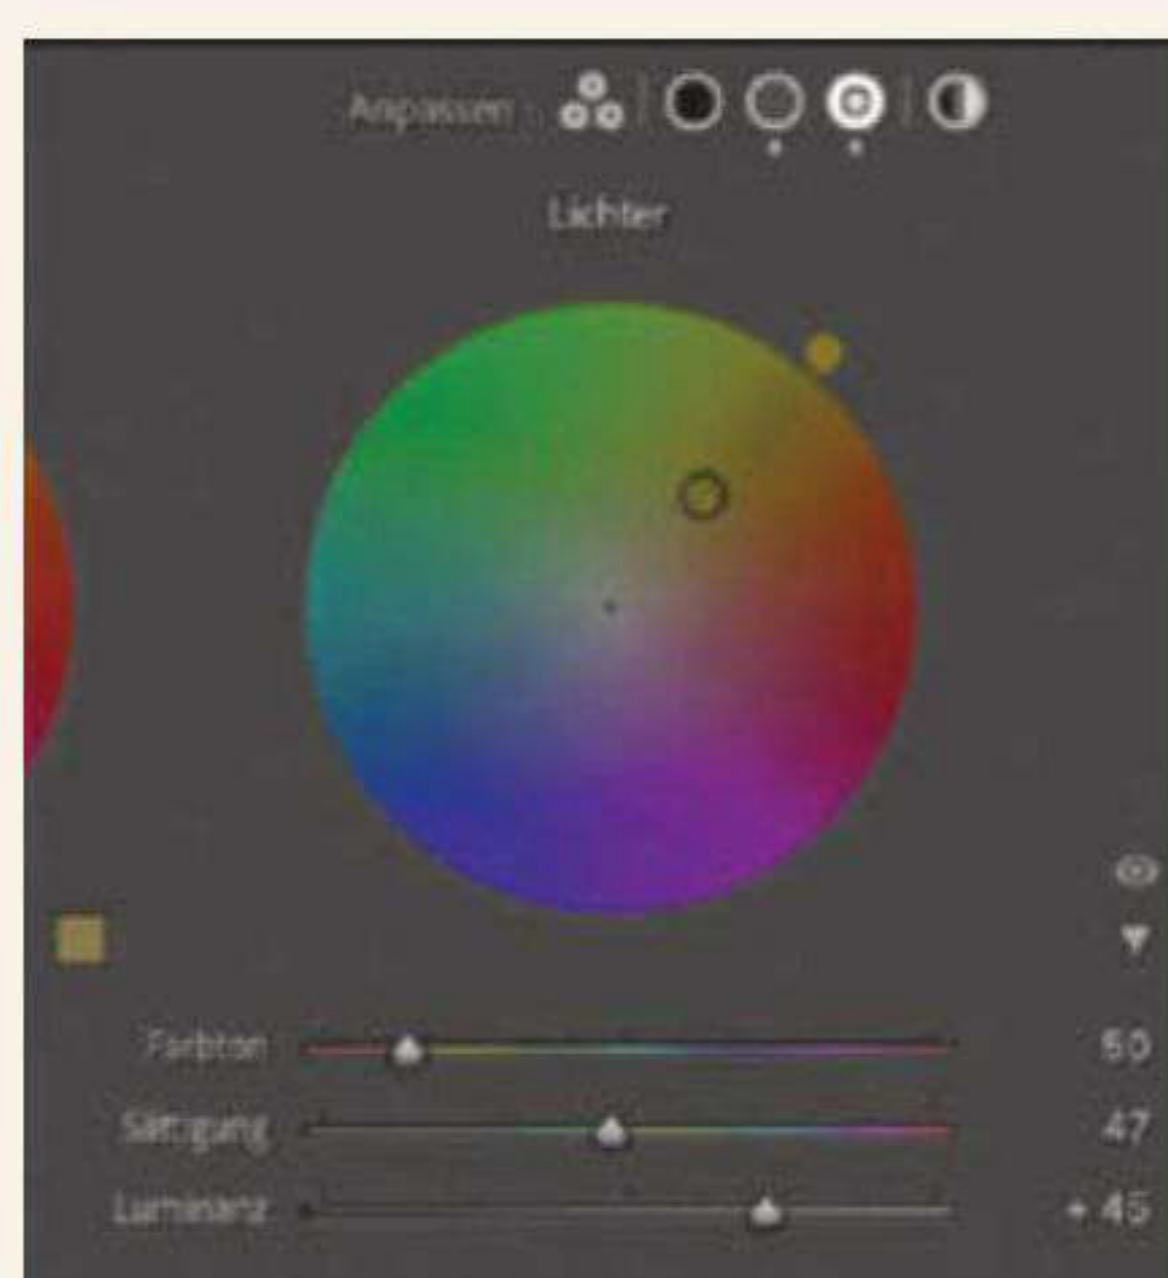 Anpassen
Lichter
Farbton 50
Sättigung 47
Luminanz + 45